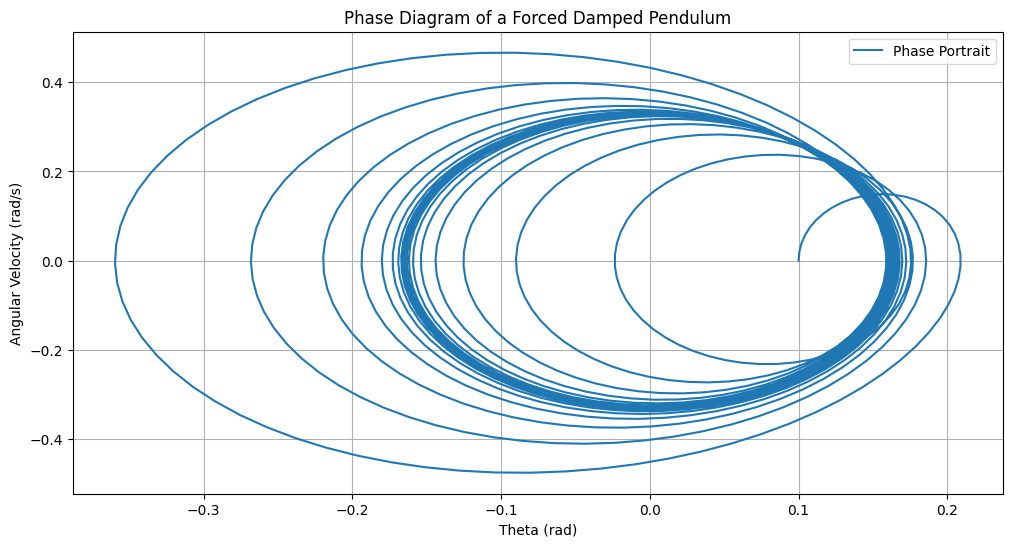 Phase Diagram of a Forced Damped Pendulum
Phase Portrait
Angular Velocity (rad/s)
0.4
0.2
0.0
−0.2
−0.4
−0.3
−0.2
−0.1
0.0
0.1
0.2
Theta (rad)